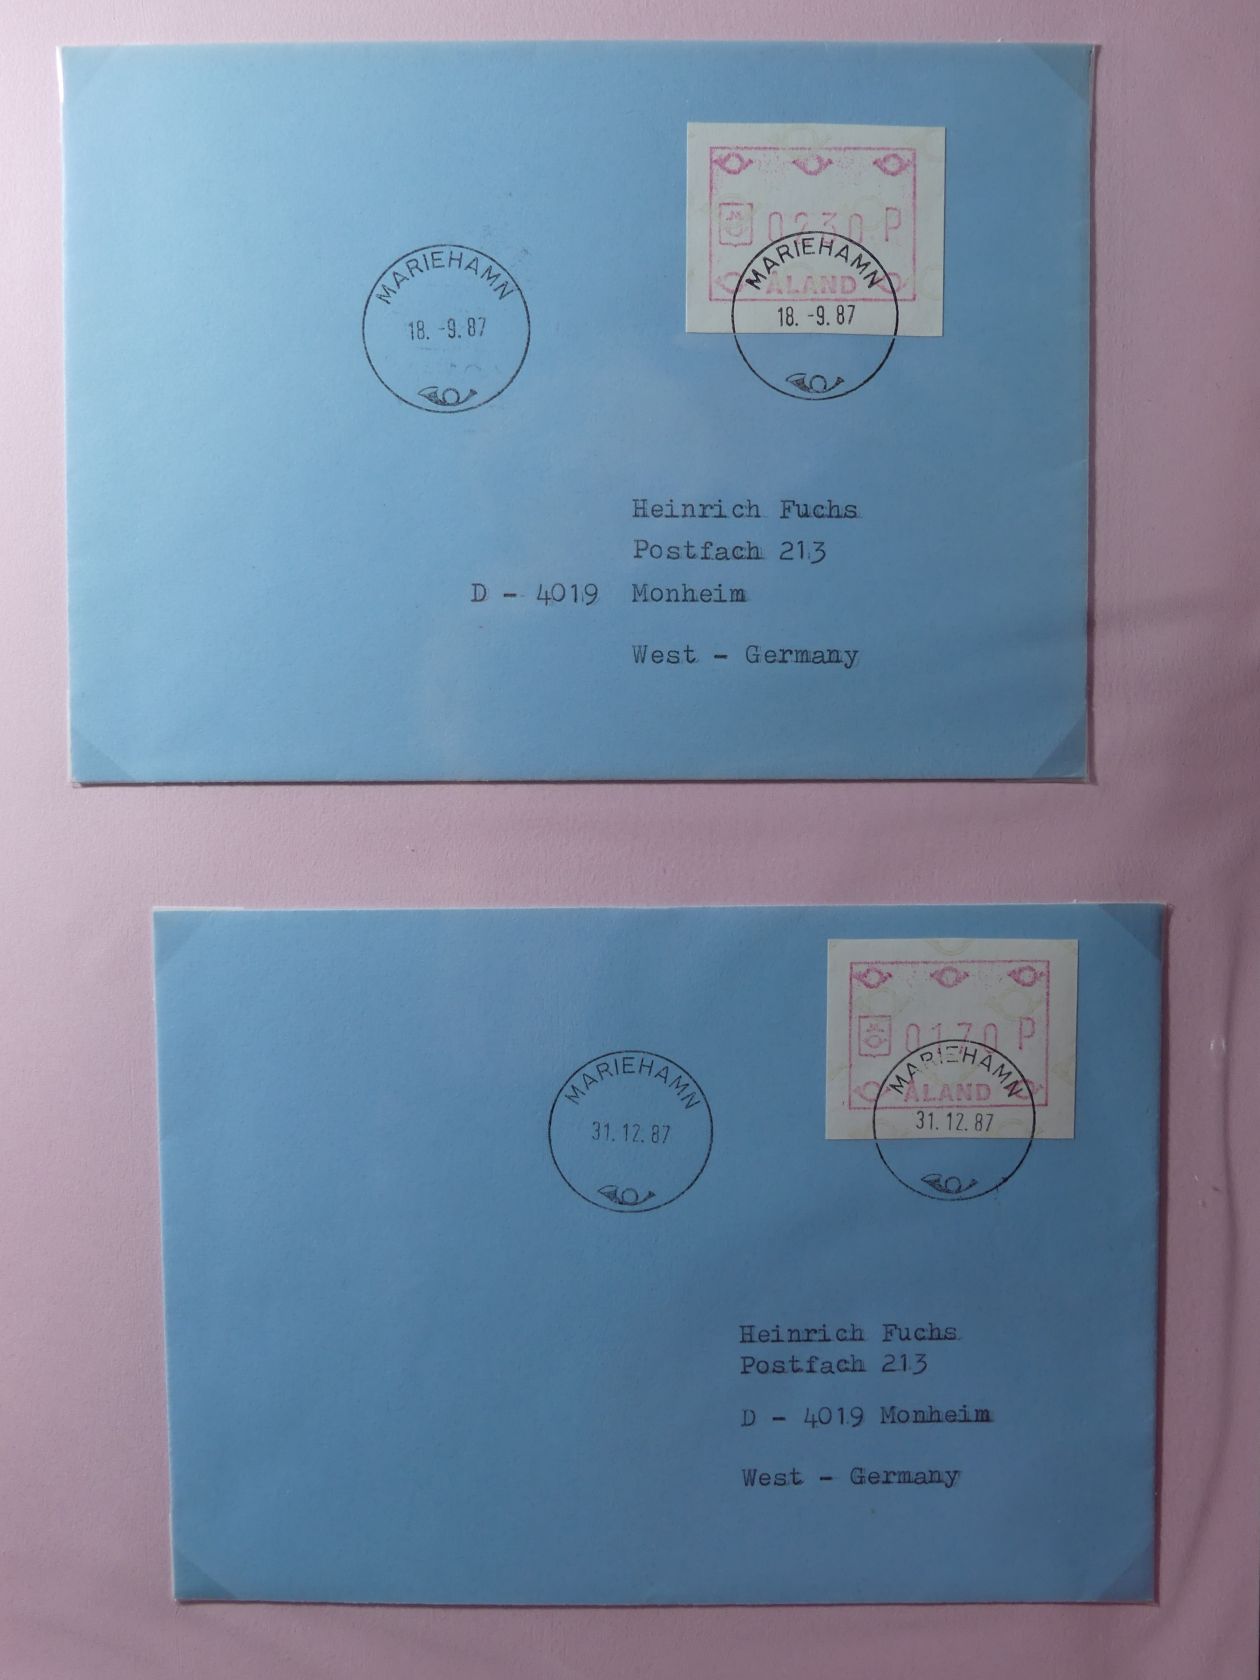 0230 P
ÅLAND
MARIEHAMN
18. -9. 87
MARIEHAMN
18. -9. 87
Heinrich Fuchs
Postfach 213
D - 4019 Monheim
West - Germany
0170 P
ÅLAND
MARIEHAMN
31. 12. 87
MARIEHAMN
31. 12. 87
Heinrich Fuchs
Postfach 213
D - 4019 Monheim
West - Germany